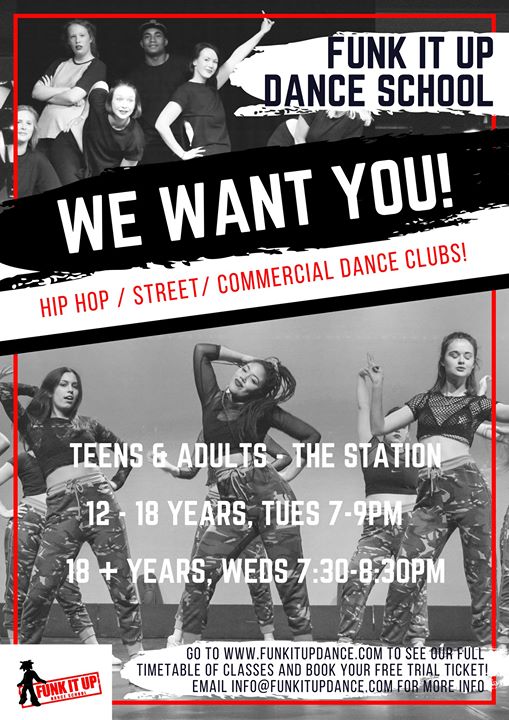 FUNK IT UP
DANCE SCHOOL
WE WANT YOU!
HIP HOP / STREET/ COMMERCIAL DANCE CLUBS!
TEENS & ADULTS - THE STATION
12 - 18 YEARS, TUES 7-9PM
18 + YEARS, WEDS 7:30-8:30PM
GO TO WWW.FUNKITUPDANCE.COM TO SEE OUR FULL
TIMETABLE OF CLASSES AND BOOK YOUR FREE TRIAL TICKET!
EMAIL INFO@FUNKITUPDANCE.COM FOR MORE INFO
FUNK IT UP
DANCE SCHOOL